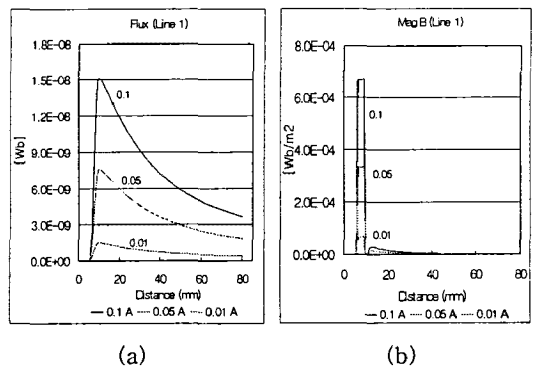 Flux (Line 1)
1.8E-08
1.5E-08
1.2E-08
9.0E-09
6.0E-09
3.0E-09
0.0E+00
[Wb]
0.1
0.05
0.01
0 20 40 60 80
Distance (mm)
0.1 A 0.05 A 0.01 A
(a)
Mag B (Line 1)
8.0E-04
6.0E-04
4.0E-04
2.0E-04
0.0E+00
[Wb/m2
0.1
0.05
0.01
0 20 40 60 80
Distance (mm)
0.1 A 0.05 A 0.01 A
(b)